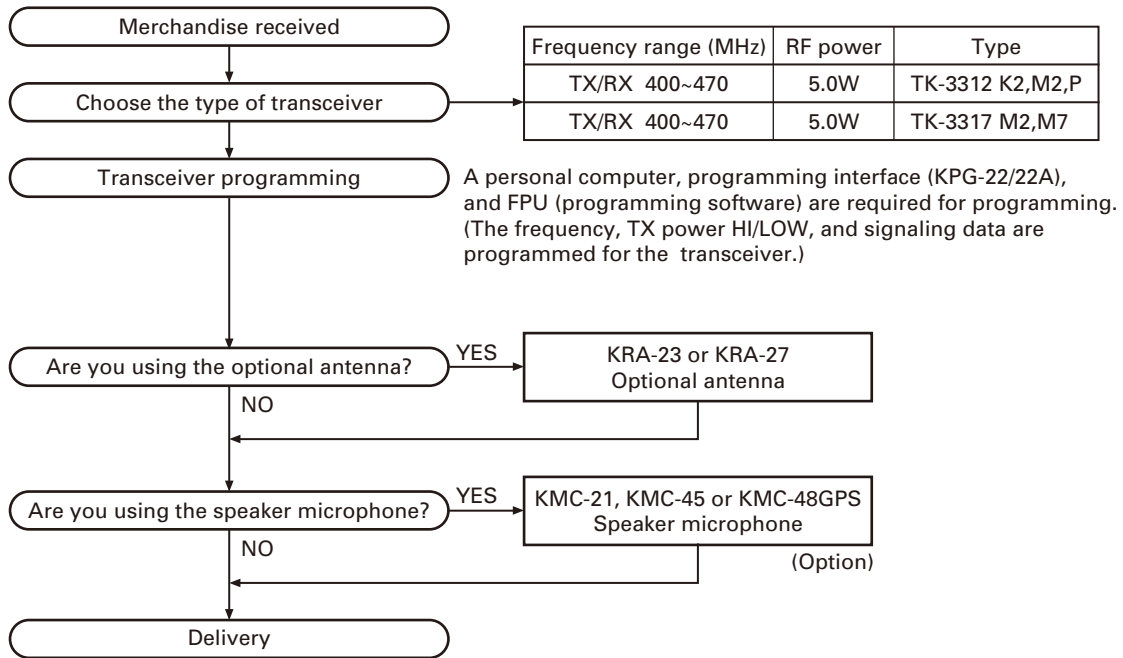 Merchandise received
Frequency range (MHz) RF power Type
TX/RX 400~470 5.0W TK-3312 K2,M2,P
TX/RX 400~470 5.0W TK-3317 M2,M7
Choose the type of transceiver
Transceiver programming
A personal computer, programming interface (KPG-22/22A),
and FPU (programming software) are required for programming.
(The frequency, TX power HI/LOW, and signaling data are
programmed for the transceiver.)
Are you using the optional antenna?
YES
KRA-23 or KRA-27
Optional antenna
NO
Are you using the speaker microphone?
YES
KMC-21, KMC-45 or KMC-48GPS
Speaker microphone
(Option)
NO
Delivery